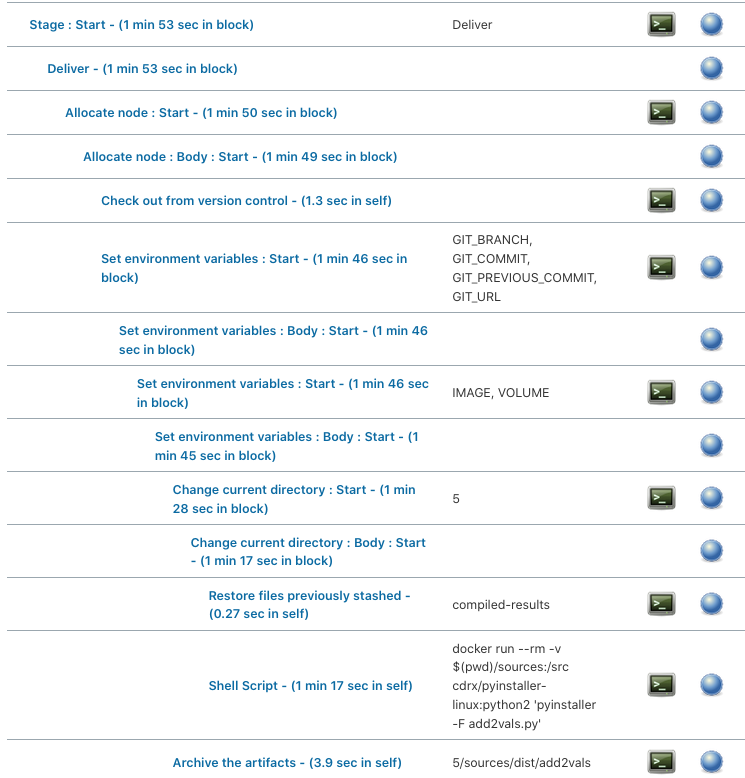 Stage : Start - (1 min 53 sec in block)
Deliver
Deliver - (1 min 53 sec in block)
Allocate node : Start - (1 min 50 sec in block)
Allocate node : Body : Start - (1 min 49 sec in block)
Check out from version control - (1.3 sec in self)
Set environment variables : Start - (1 min 46 sec in
block)
GIT_BRANCH,
GIT_COMMIT,
GIT_PREVIOUS_COMMIT,
GIT_URL
Set environment variables : Body : Start - (1 min 46
sec in block)
Set environment variables : Start - (1 min 46 sec
in block)
IMAGE, VOLUME
Set environment variables : Body : Start - (1
min 45 sec in block)
Change current directory : Start - (1 min
28 sec in block)
5
Change current directory : Body : Start
- (1 min 17 sec in block)
Restore files previously stashed -
(0.27 sec in self)
compiled-results
Shell Script - (1 min 17 sec in self)
docker run --rm -v
$(pwd)/sources:/src
cdrx/pyinstaller-
linux:python2 'pyinstaller
-F add2vals.py'
Archive the artifacts - (3.9 sec in self)
5/sources/dist/add2vals